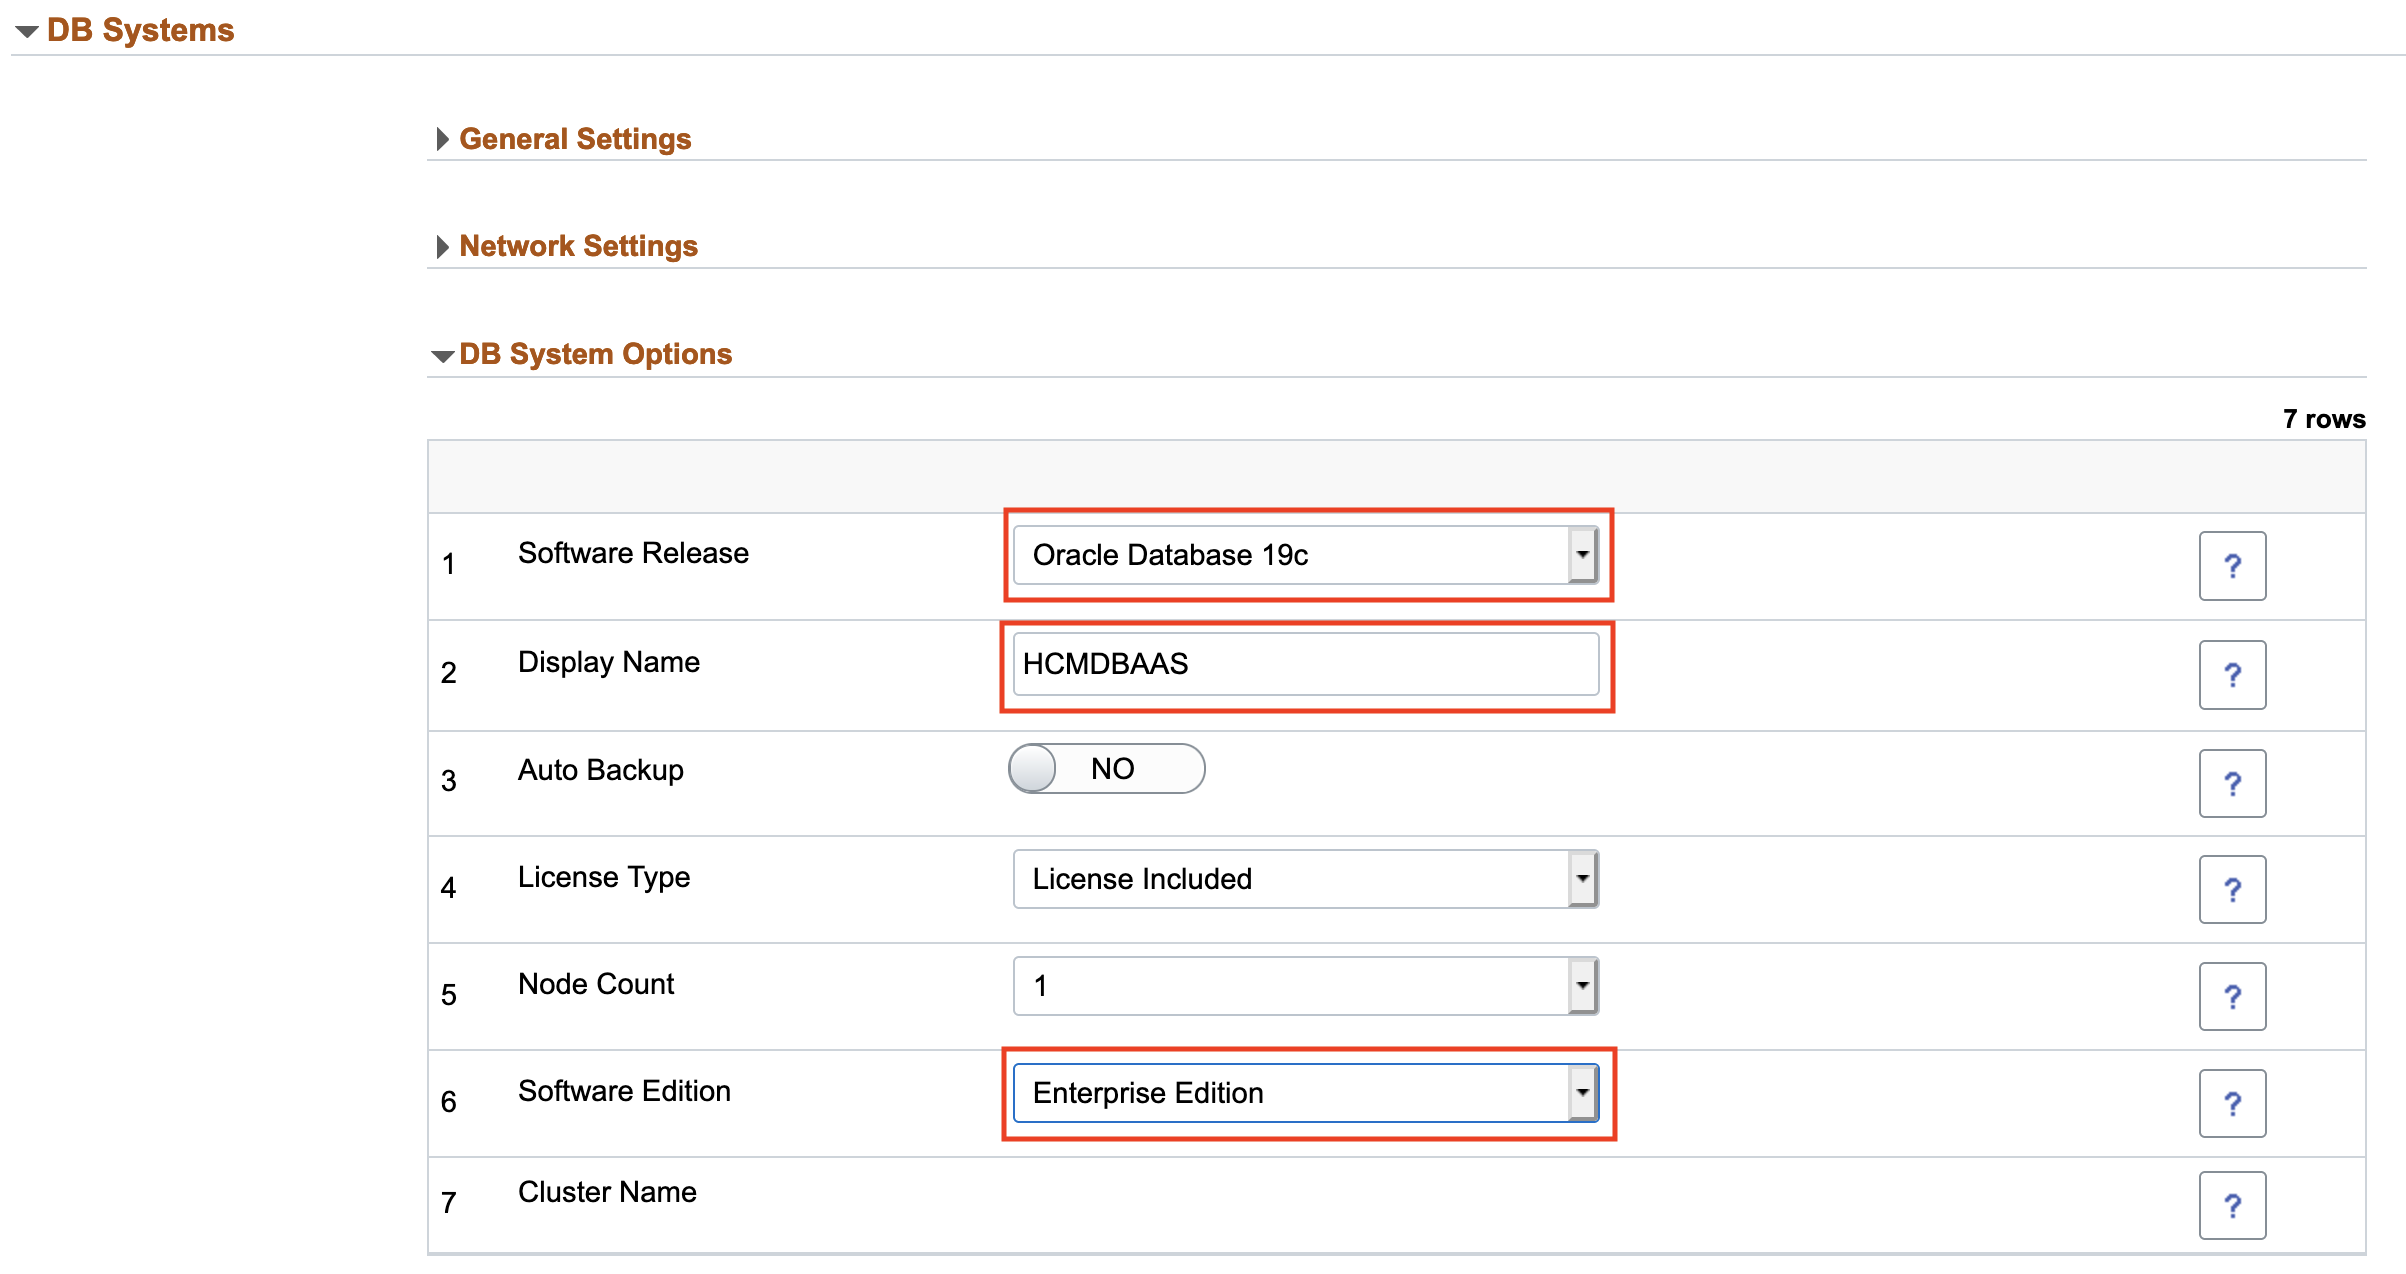 DB Systems
General Settings
Network Settings
DB System Options
7 rows
1 Software Release Oracle Database 19c ?
2 Display Name HCMDBAAS ?
3 Auto Backup NO ?
4 License Type License Included ?
5 Node Count 1 ?
6 Software Edition Enterprise Edition ?
7 Cluster Name ?